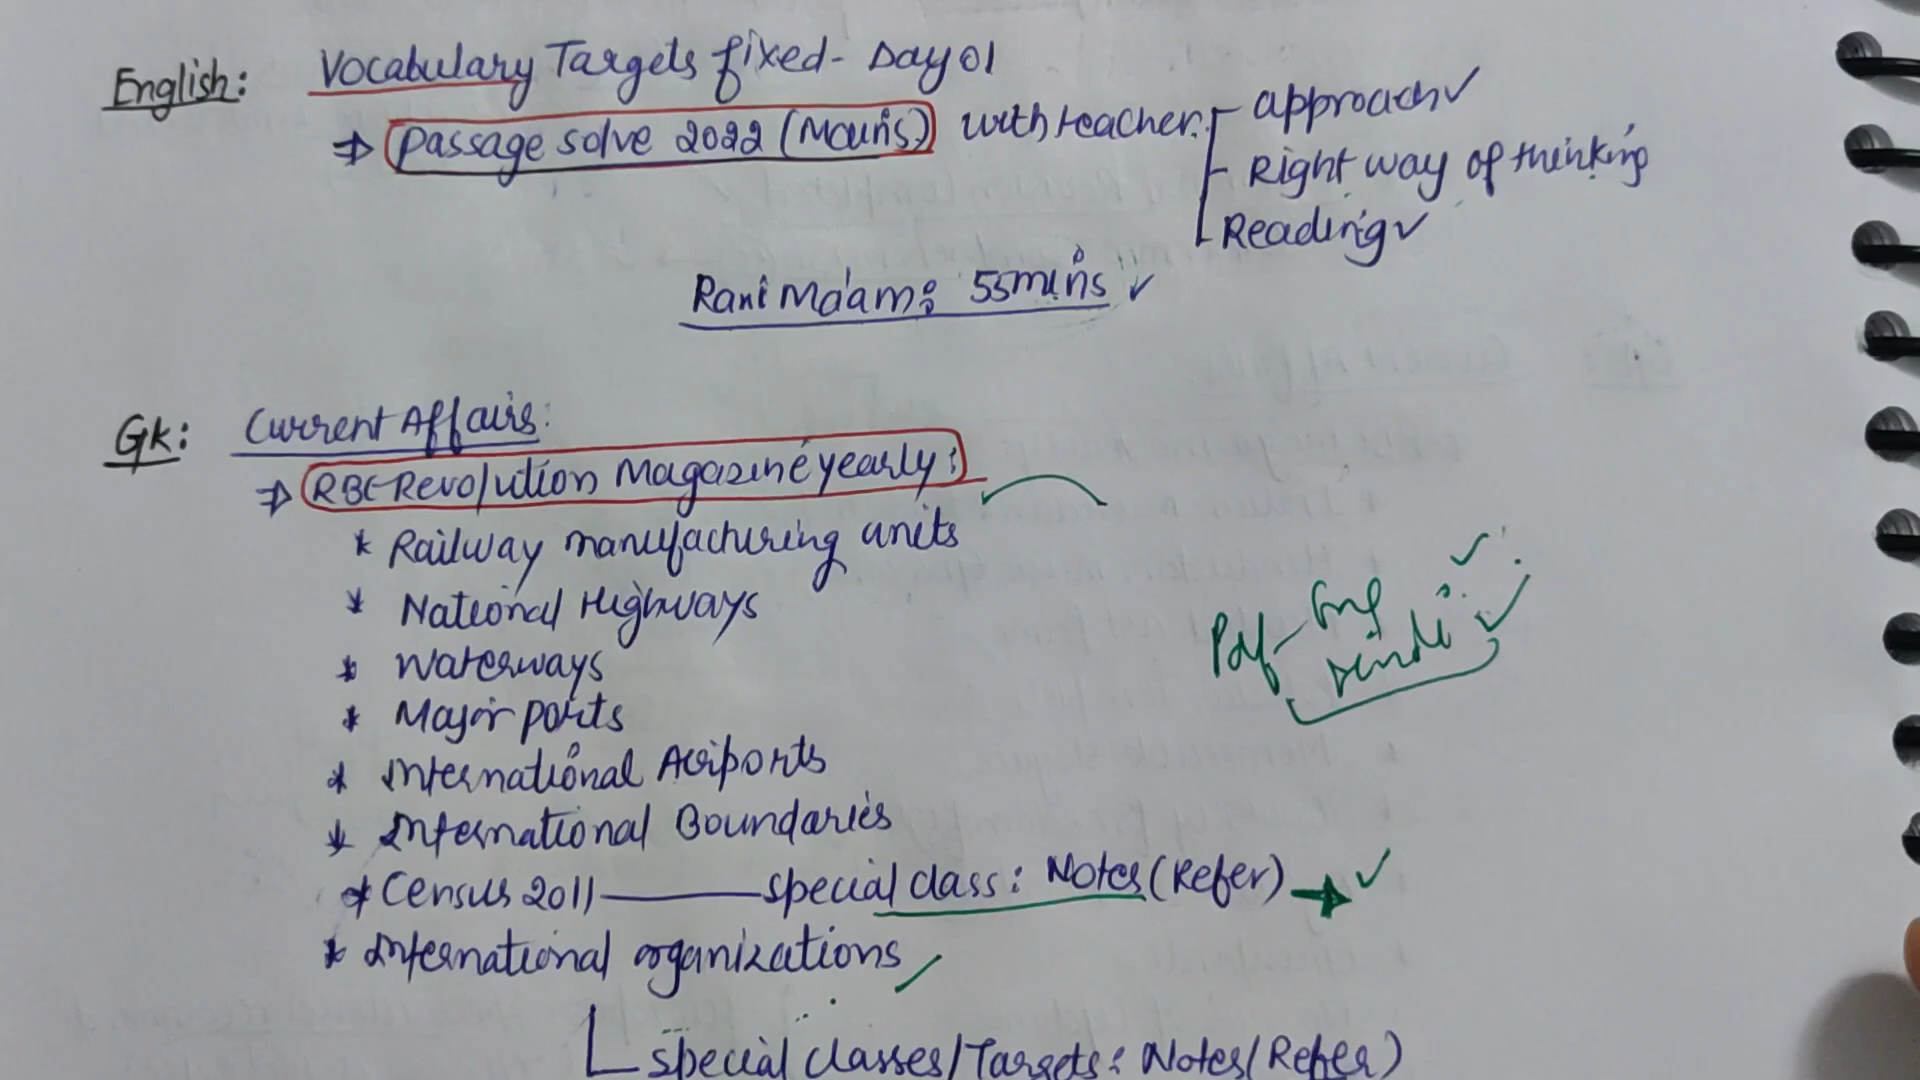 English: Vocabulary Targets fixed - Day 01
⇒ Passage solve 2022 (Mains) with teacher: - approach ✓
- Right way of thinking
- Reading ✓
Rani Ma'am: 55 mins ✓
GK: Current Affairs:
⇒ RBE Revolution Magazine yearly:
* Railway manufacturing units
* National Highways
* Waterways
* Major ports
* International Airports
* International Boundaries
* Census 2011 — special class: Notes (Refer) → ✓
* International organizations
special classes/Targets: Notes (Refer)
Pdf - Eng ✓
Hindi ✓